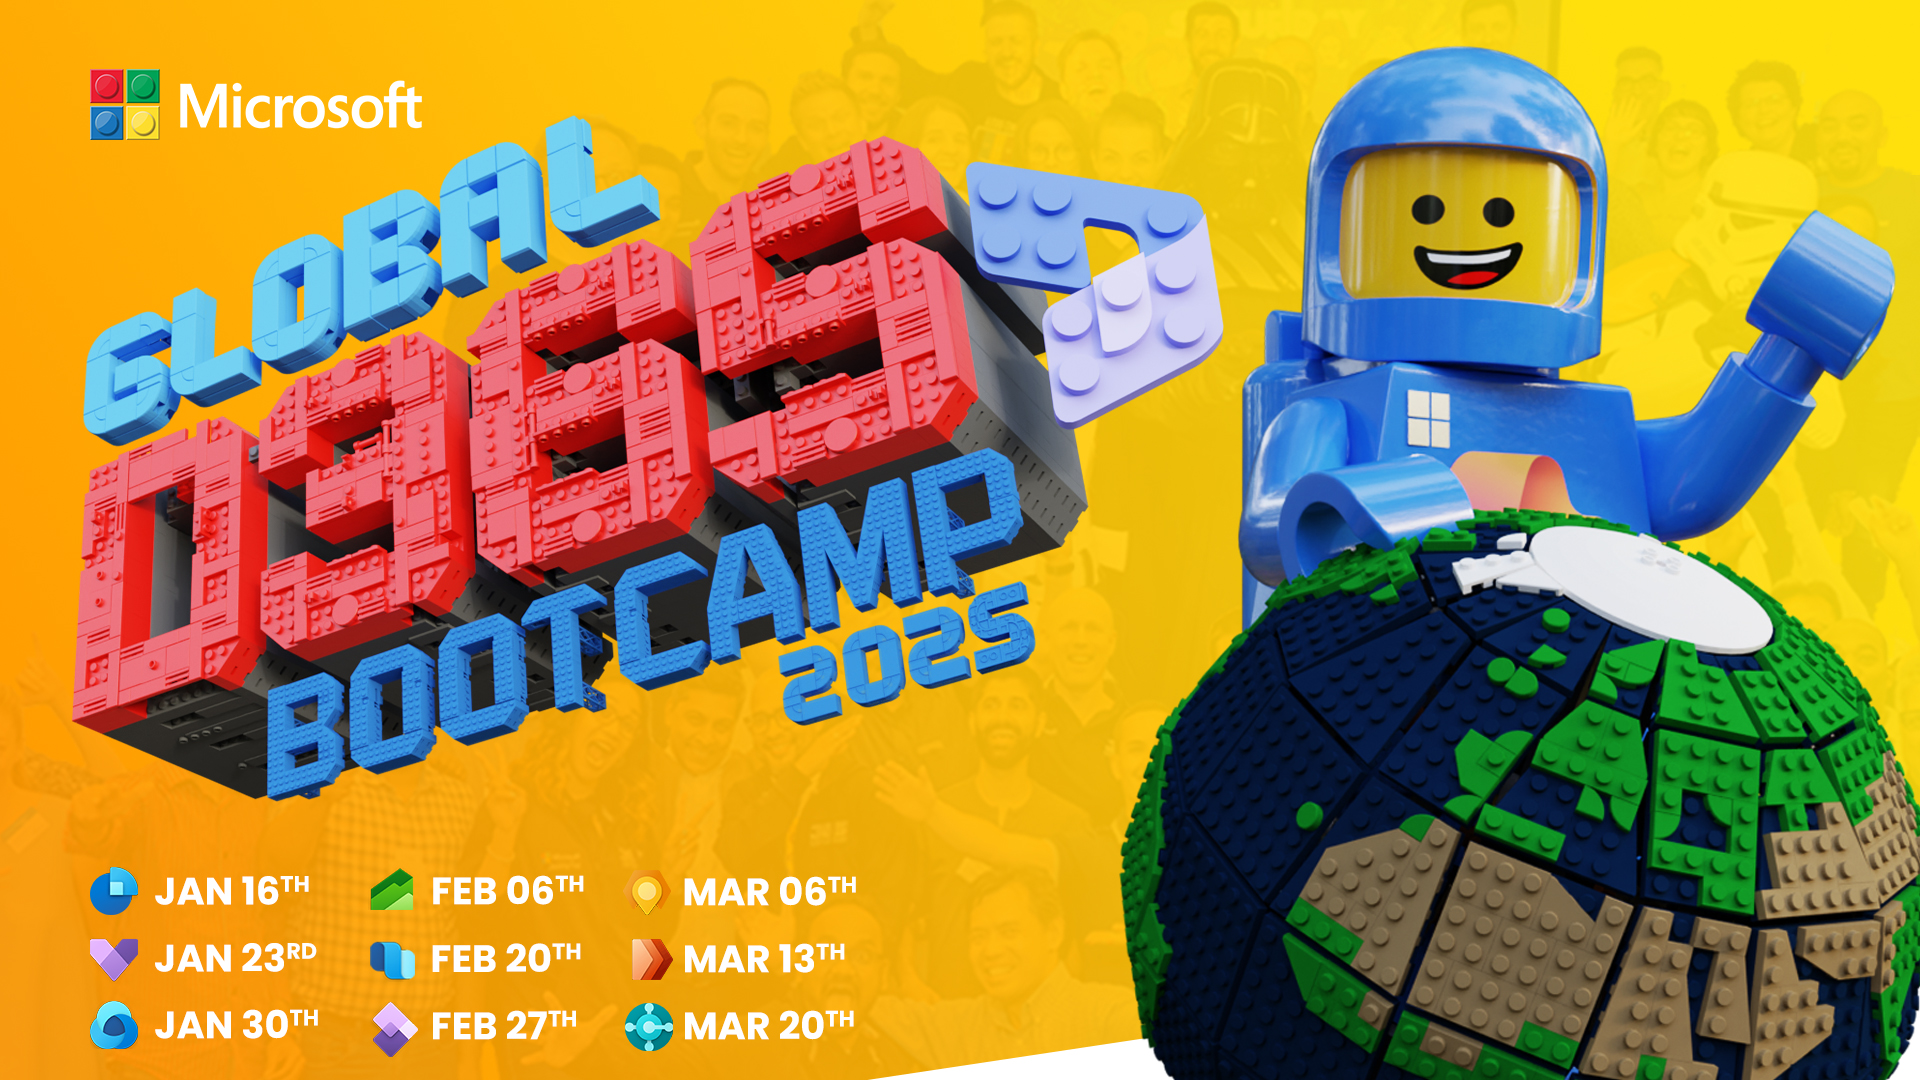 Microsoft
GLOBAL
D365
BOOTCAMP
2025
JAN 16TH
JAN 23RD
JAN 30TH
FEB 06TH
FEB 20TH
FEB 27TH
MAR 06TH
MAR 13TH
MAR 20TH